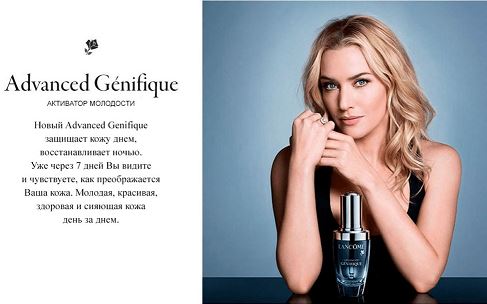 Advanced Génifique
АКТИВАТОР МОЛОДОСТИ
Новый Advanced Genifique
защищает кожу днем,
восстанавливает ночью.
Уже через 7 дней Вы видите
и чувствуете, как преображается
Ваша кожа. Молодая, красивая,
здоровая и сияющая кожа
день за днем.
LANCÔME
GÉNIFIQUE